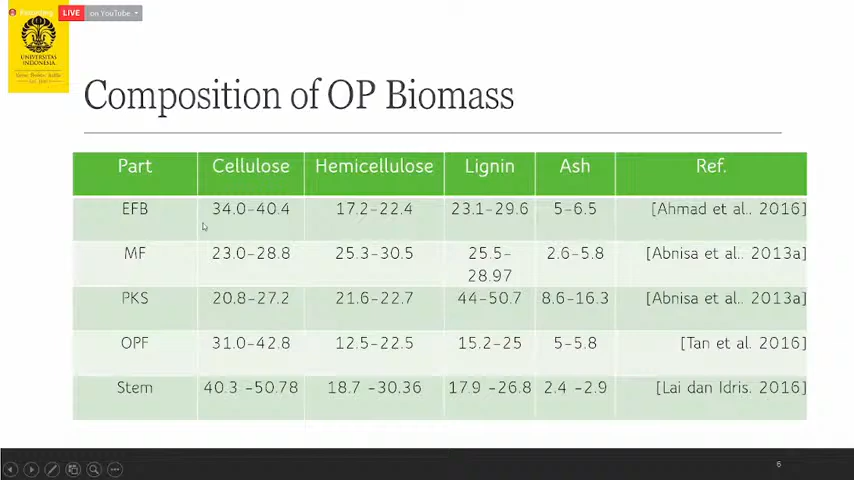 Recording
LIVE
on YouTube
UNIVERSITAS
INDONESIA
Composition of OP Biomass
Part Cellulose Hemicellulose Lignin Ash Ref.
EFB 34.0-40.4 17.2-22.4 23.1-29.6 5-6.5 [Ahmad et al.. 2016]
MF 23.0-28.8 25.3-30.5 25.5-28.97 2.6-5.8 [Abnisa et al.. 2013a]
PKS 20.8-27.2 21.6-22.7 44-50.7 8.6-16.3 [Abnisa et al.. 2013a]
OPF 31.0-42.8 12.5-22.5 15.2-25 5-5.8 [Tan et al. 2016]
Stem 40.3 -50.78 18.7 -30.36 17.9 -26.8 2.4 -2.9 [Lai dan Idris. 2016]
6